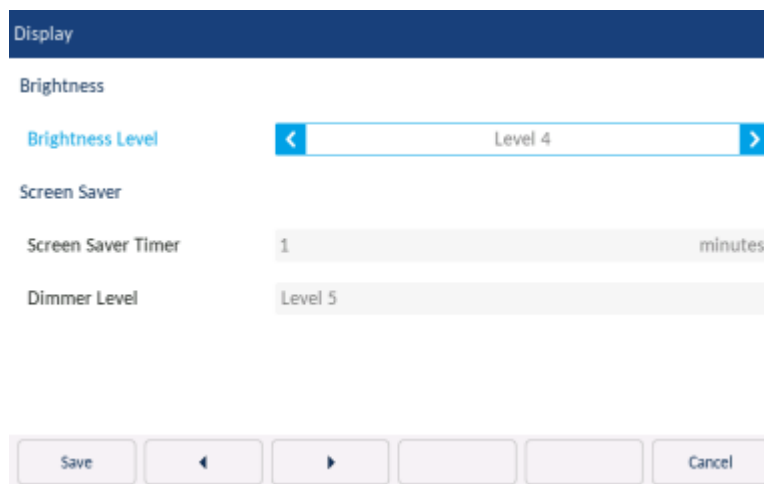 Display
Brightness
Brightness Level Level 4
Screen Saver
Screen Saver Timer 1 minutes
Dimmer Level Level 5
Save Cancel